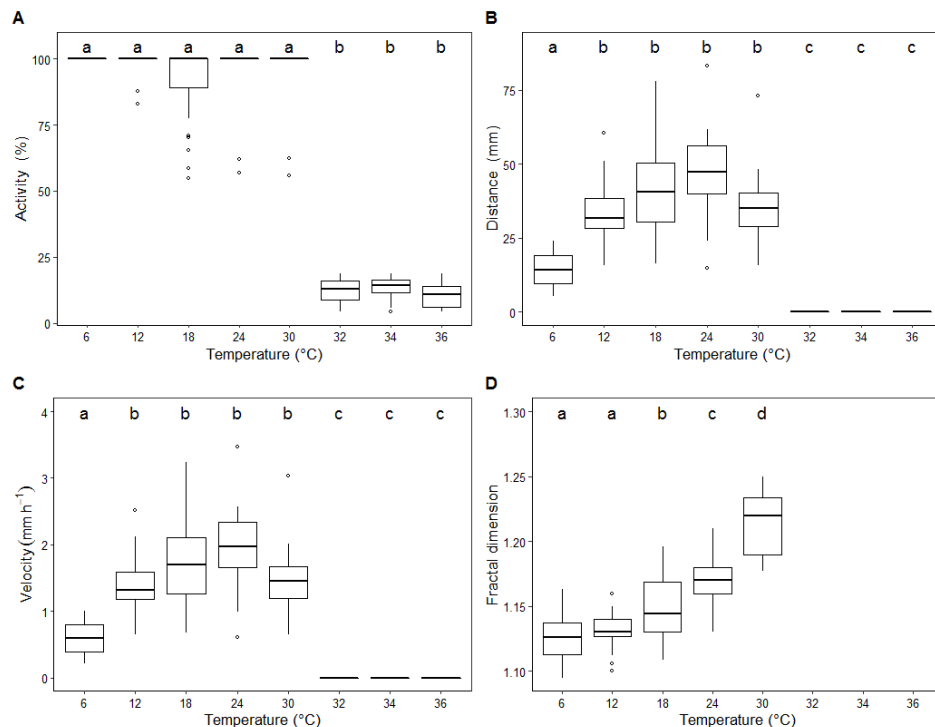 A
a a a a a b b b
100
75
50
25
0
Activity (%)
6 12 18 24 30 32 34 36
Temperature (°C)
B
a b b b b c c c
75
50
25
0
Distance (mm)
6 12 18 24 30 32 34 36
Temperature (°C)
C
a b b b b c c c
4
3
2
1
0
Velocity (mm h⁻¹)
6 12 18 24 30 32 34 36
Temperature (°C)
D
a a b c d
1.30
1.25
1.20
1.15
1.10
Fractal dimension
6 12 18 24 30 32 34 36
Temperature (°C)